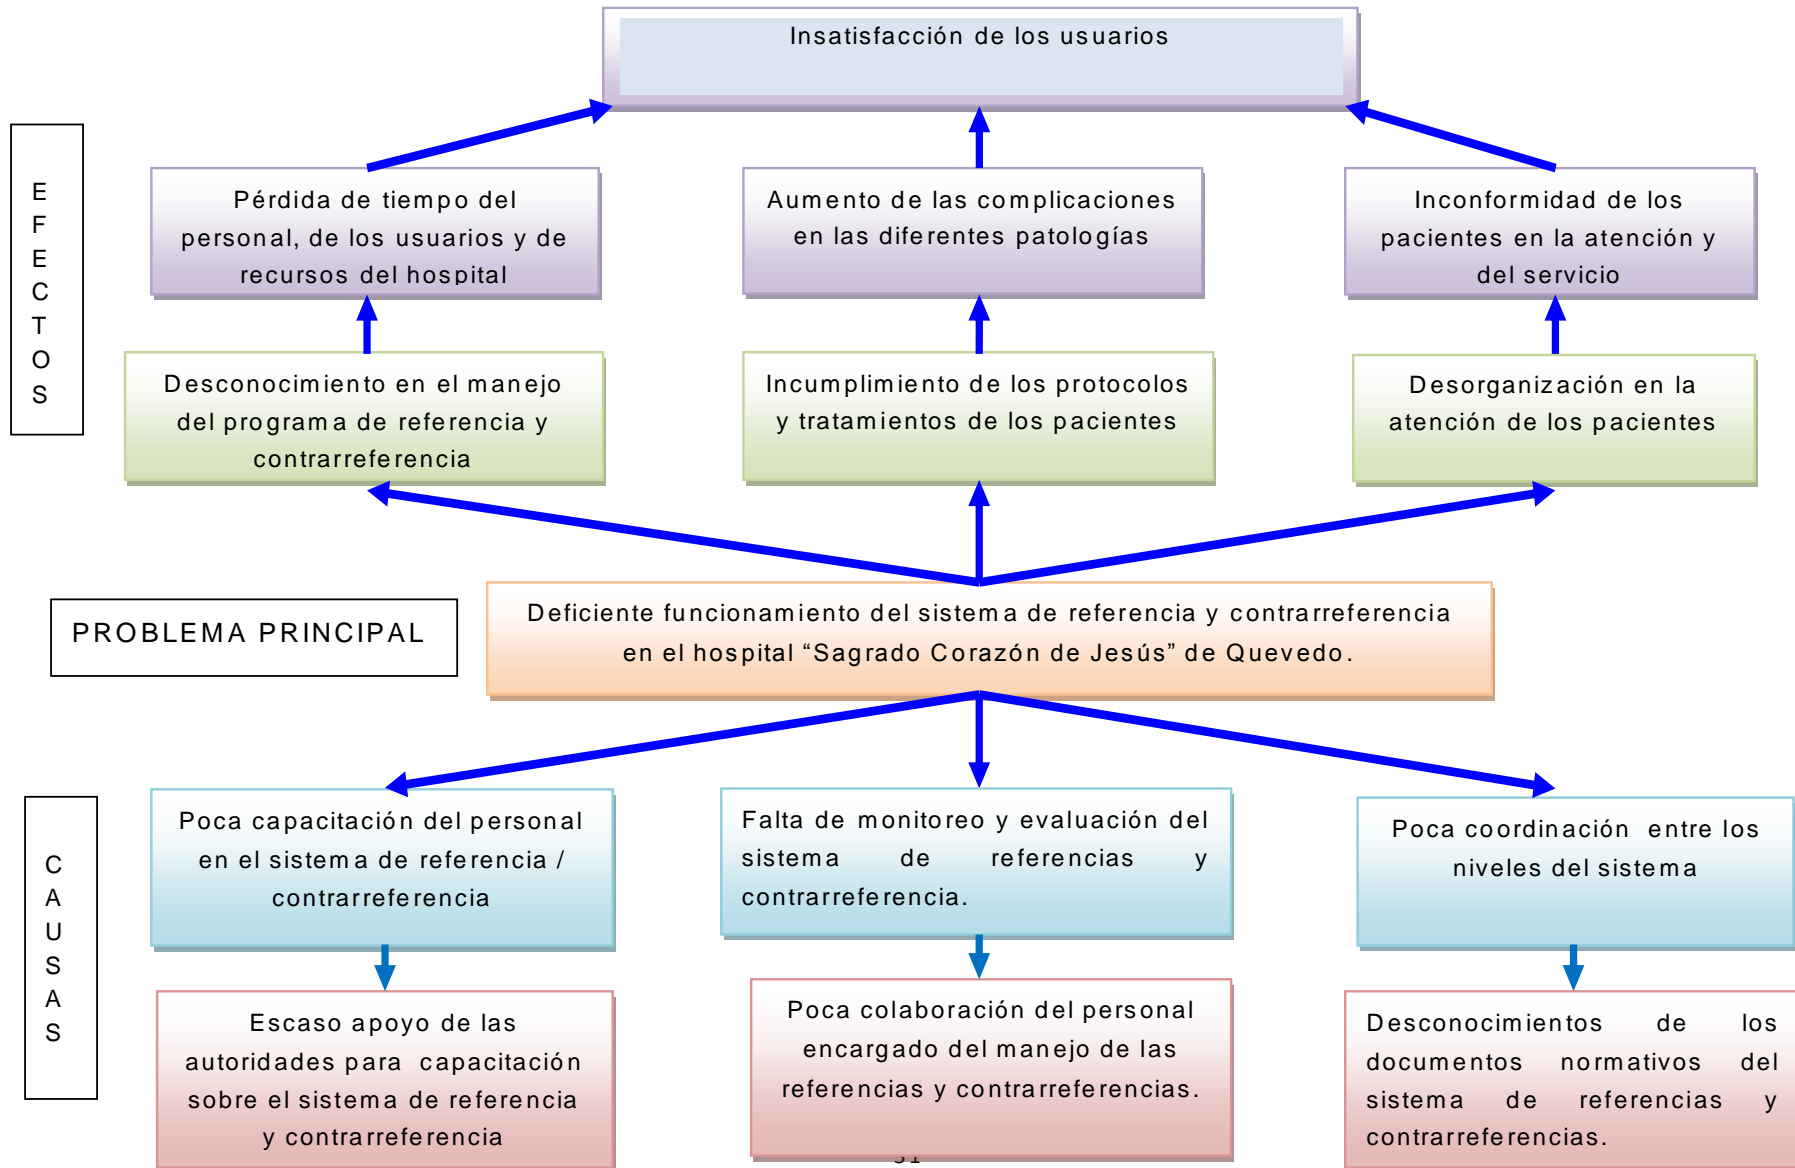 Insatisfacción de los usuarios
E
F
E
C
T
O
S
Pérdida de tiempo del
personal, de los usuarios y de
recursos del hospital
Aumento de las complicaciones
en las diferentes patologías
Inconformidad de los
pacientes en la atención y
del servicio
Desconocimiento en el manejo
del programa de referencia y
contrarreferencia
Incumplimiento de los protocolos
y tratamientos de los pacientes
Desorganización en la
atención de los pacientes
PROBLEMA PRINCIPAL
Deficiente funcionamiento del sistema de referencia y contrarreferencia
en el hospital “Sagrado Corazón de Jesús” de Quevedo.
C
A
U
S
A
S
Poca capacitación del personal
en el sistema de referencia /
contrarreferencia
Falta de monitoreo y evaluación del
sistema de referencias y
contrarreferencia.
Poca coordinación entre los
niveles del sistema
Escaso apoyo de las
autoridades para capacitación
sobre el sistema de referencia
y contrarreferencia
Poca colaboración del personal
encargado del manejo de las
referencias y contrarreferencias.
Desconocimientos de los
documentos normativos del
sistema de referencias y
contrarreferencias.